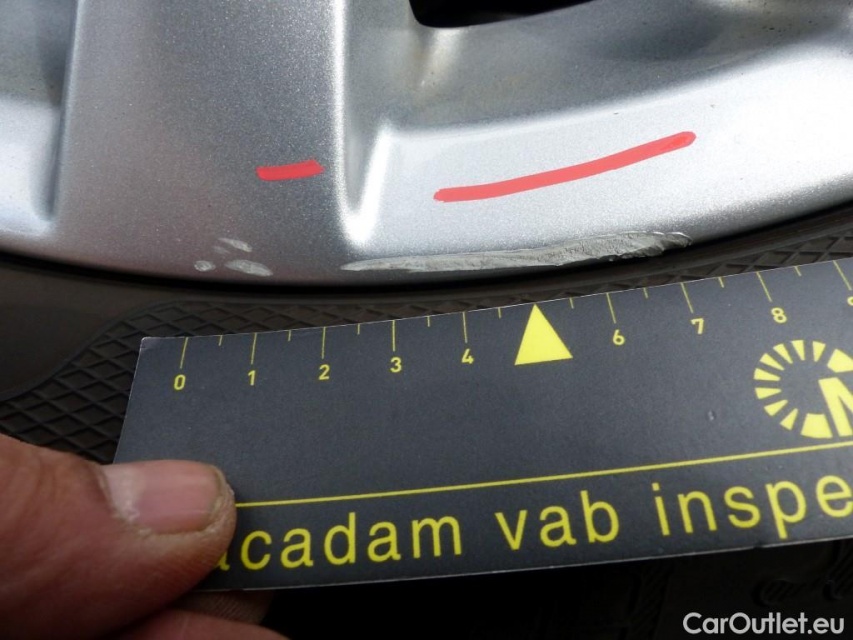 0 1 2 3 4 6 7 8
acadam vab inspe
CarOutlet.eu